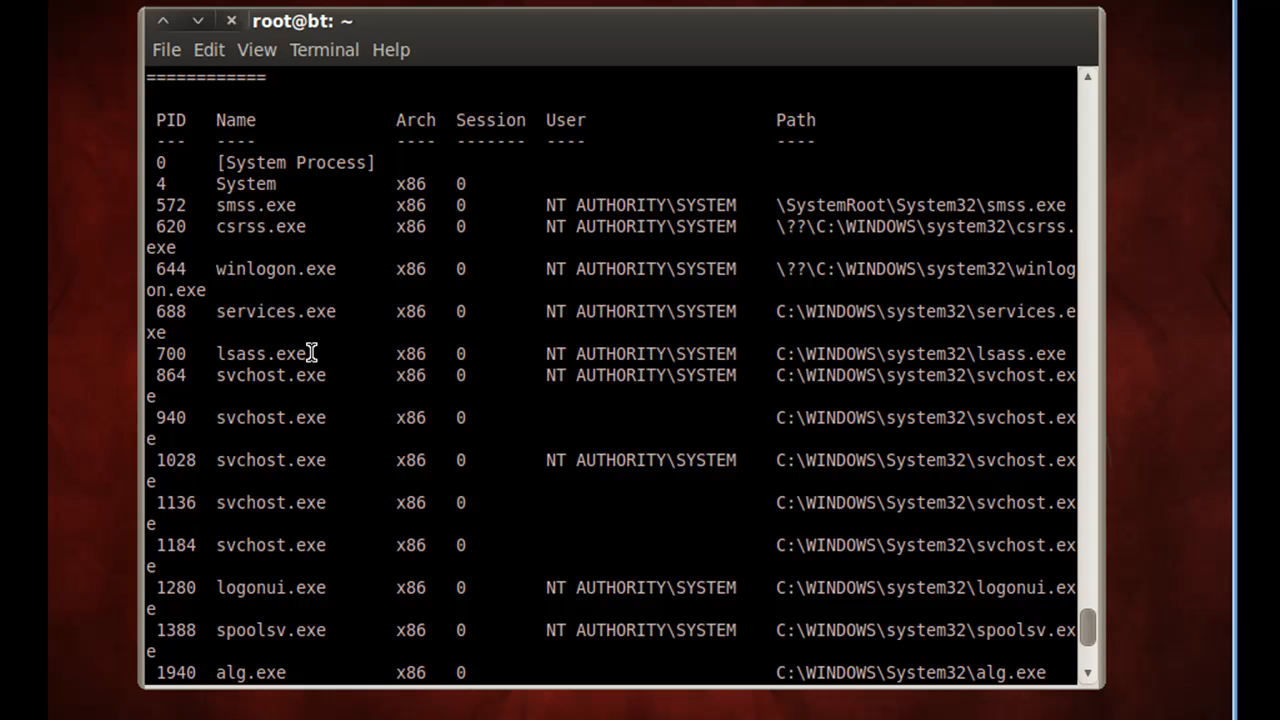 root@bt: ~
File Edit View Terminal Help
============
PID Name Arch Session User Path
--- ---- ---- ------- ---- ----
0 [System Process]
4 System x86 0
572 smss.exe x86 0 NT AUTHORITY\SYSTEM \SystemRoot\System32\smss.exe
620 csrss.exe x86 0 NT AUTHORITY\SYSTEM \??\C:\WINDOWS\system32\csrss.
exe
644 winlogon.exe x86 0 NT AUTHORITY\SYSTEM \??\C:\WINDOWS\system32\winlog
on.exe
688 services.exe x86 0 NT AUTHORITY\SYSTEM C:\WINDOWS\system32\services.e
xe
700 lsass.exe x86 0 NT AUTHORITY\SYSTEM C:\WINDOWS\system32\lsass.exe
864 svchost.exe x86 0 NT AUTHORITY\SYSTEM C:\WINDOWS\system32\svchost.ex
e
940 svchost.exe x86 0 C:\WINDOWS\system32\svchost.ex
e
1028 svchost.exe x86 0 NT AUTHORITY\SYSTEM C:\WINDOWS\System32\svchost.ex
e
1136 svchost.exe x86 0 C:\WINDOWS\System32\svchost.ex
e
1184 svchost.exe x86 0 C:\WINDOWS\System32\svchost.ex
e
1280 logonui.exe x86 0 NT AUTHORITY\SYSTEM C:\WINDOWS\system32\logonui.ex
e
1388 spoolsv.exe x86 0 NT AUTHORITY\SYSTEM C:\WINDOWS\system32\spoolsv.ex
e
1940 alg.exe x86 0 C:\WINDOWS\System32\alg.exe